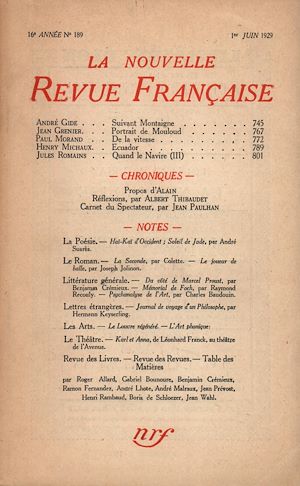 16e ANNÉE No 189 1er JUIN 1929
LA NOUVELLE
REVUE FRANÇAISE
ANDRÉ GIDE . . . Suivant Montaigne . . . . . . 745
JEAN GRENIER. . . Portrait de Mouloud . . . . . 767
PAUL MORAND . . De la vitesse . . . . . . . 772
HENRY MICHAUX. . Ecuador . . . . . . . . 789
JULES ROMAINS . . Quand le Navire (III) . . . . 801
— CHRONIQUES —
Propos d'ALAIN
Réflexions, par ALBERT THIBAUDET
Carnet du Spectateur, par JEAN PAULHAN
— NOTES —
La Poésie. — Haï-Kaï d'Occident ; Soleil de Jade, par André
Suarès.
Le Roman. — La Seconde, par Colette. — Le joueur de
balle, par Joseph Jolinon.
Littérature générale. — Du côté de Marcel Proust, par
Benjamin Crémieux. — Mémorial de Foch, par Raymond
Recouly. — Psychanalyse de l'Art, par Charles Baudouin.
Lettres étrangères. — Journal de voyage d'un Philosophe, par
Hermann Keyserling.
Les Arts. — Le Louvre régénéré. — L'Art phonique:
Le Théâtre. — Karl et Anna, de Léonhard Franck, au théâtre
de l'Avenue.
Revue des Livres. — Revue des Revues. — Table des
Matières
par Roger Allard, Gabriel Bounoure, Benjamin Crémieux,
Ramon Fernandez, André Lhote, André Malraux, Jean Prévost,
Henri Rambaud, Boris de Schloezer, Jean Wahl.
nrf